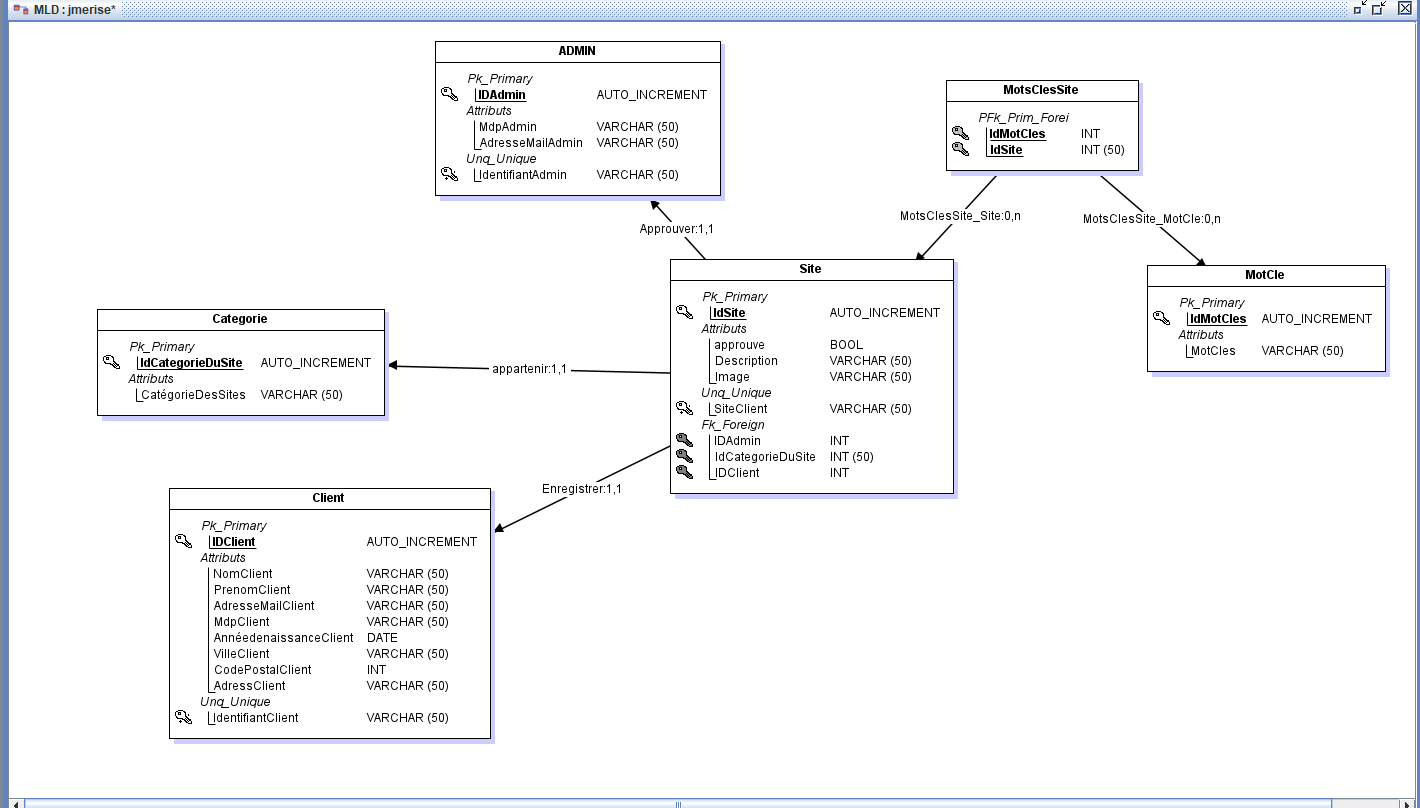 MLD : jmerise*
ADMIN
Pk_Primary
IDAdmin AUTO_INCREMENT
Attributs
MdpAdmin VARCHAR (50)
AdresseMailAdmin VARCHAR (50)
Unq_Unique
IdentifiantAdmin VARCHAR (50)
MotsClesSite
PFk_Prim_Forei
IdMotCles INT
IdSite INT (50)
Approuver:1,1
MotsClesSite_Site:0,n
MotsClesSite_MotCle:0,n
Site
Pk_Primary
IdSite AUTO_INCREMENT
Attributs
approuve BOOL
Description VARCHAR (50)
Image VARCHAR (50)
Unq_Unique
SiteClient VARCHAR (50)
Fk_Foreign
IDAdmin INT
IdCategorieDuSite INT (50)
IDClient INT
MotCle
Pk_Primary
IdMotCles AUTO_INCREMENT
Attributs
MotCles VARCHAR (50)
Categorie
Pk_Primary
IdCategorieDuSite AUTO_INCREMENT
Attributs
CatégorieDesSites VARCHAR (50)
appartenir:1,1
Enregistrer:1,1
Client
Pk_Primary
IDClient AUTO_INCREMENT
Attributs
NomClient VARCHAR (50)
PrenomClient VARCHAR (50)
AdresseMailClient VARCHAR (50)
MdpClient VARCHAR (50)
AnnéedenaissanceClient DATE
VilleClient VARCHAR (50)
CodePostalClient INT
AdressClient VARCHAR (50)
Unq_Unique
IdentifiantClient VARCHAR (50)